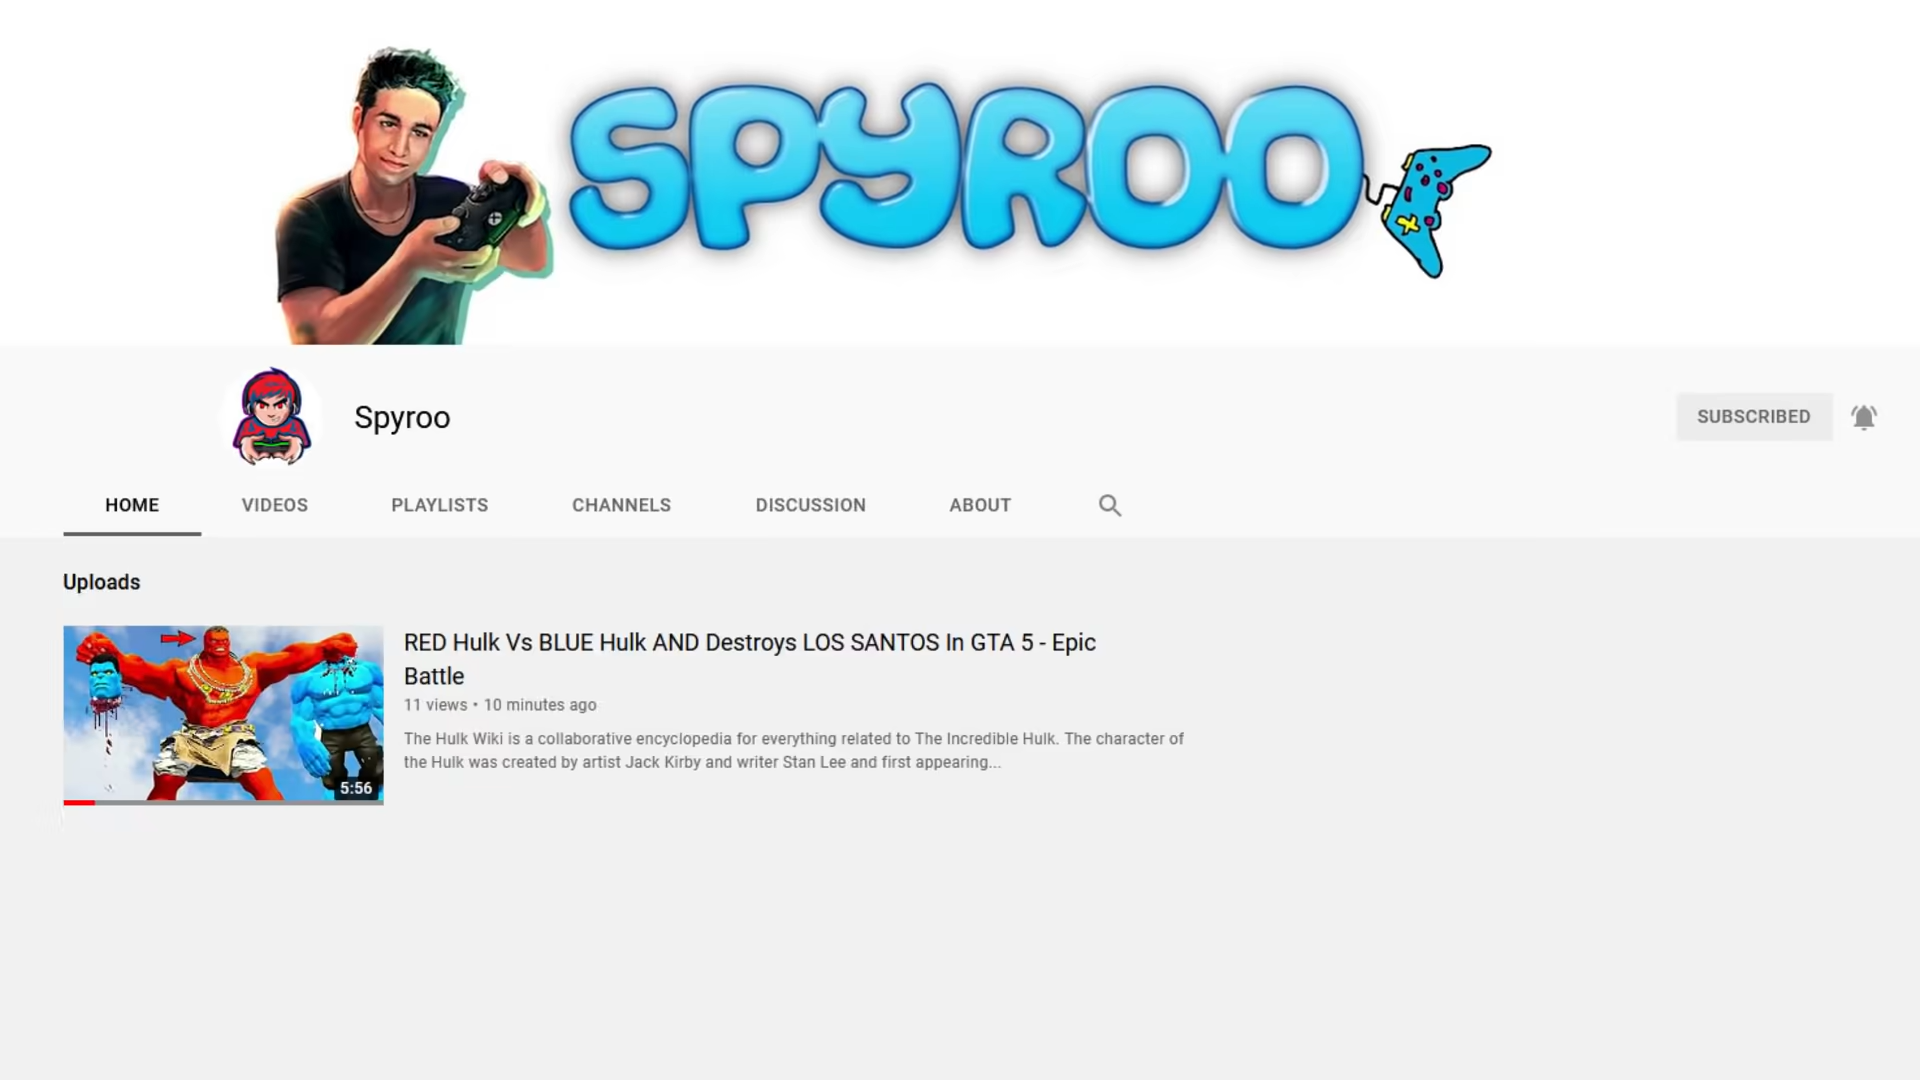 SPYROO
Spyroo
SUBSCRIBED
HOME
VIDEOS
PLAYLISTS
CHANNELS
DISCUSSION
ABOUT
Uploads
5:56
RED Hulk Vs BLUE Hulk AND Destroys LOS SANTOS In GTA 5 - Epic
Battle
11 views • 10 minutes ago
The Hulk Wiki is a collaborative encyclopedia for everything related to The Incredible Hulk. The character of
the Hulk was created by artist Jack Kirby and writer Stan Lee and first appearing...